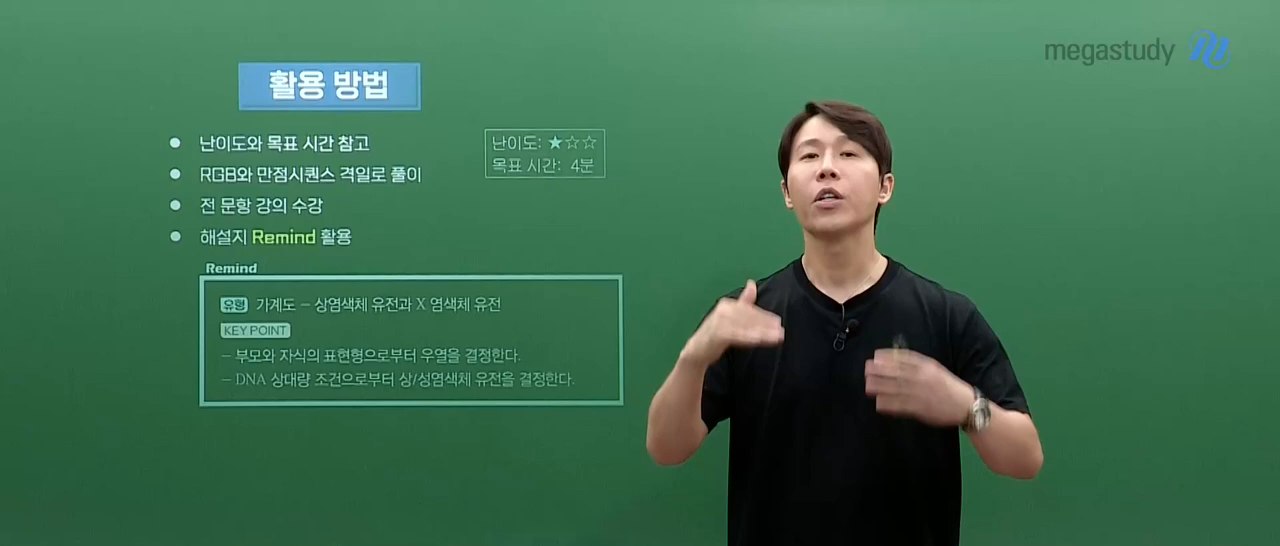 megastudy
활용 방법
난이도와 목표 시간 참고
RGB와 만점시퀀스 격일로 풀이
전 문항 강의 수강
해설지 Remind 활용
난이도: ★☆☆
목표 시간: 4분
Remind
유형 가계도 – 상염색체 유전과 X 염색체 유전
KEY POINT
– 부모와 자식의 표현형으로부터 우열을 결정한다.
– DNA 상대량 조건으로부터 상/성염색체 유전을 결정한다.